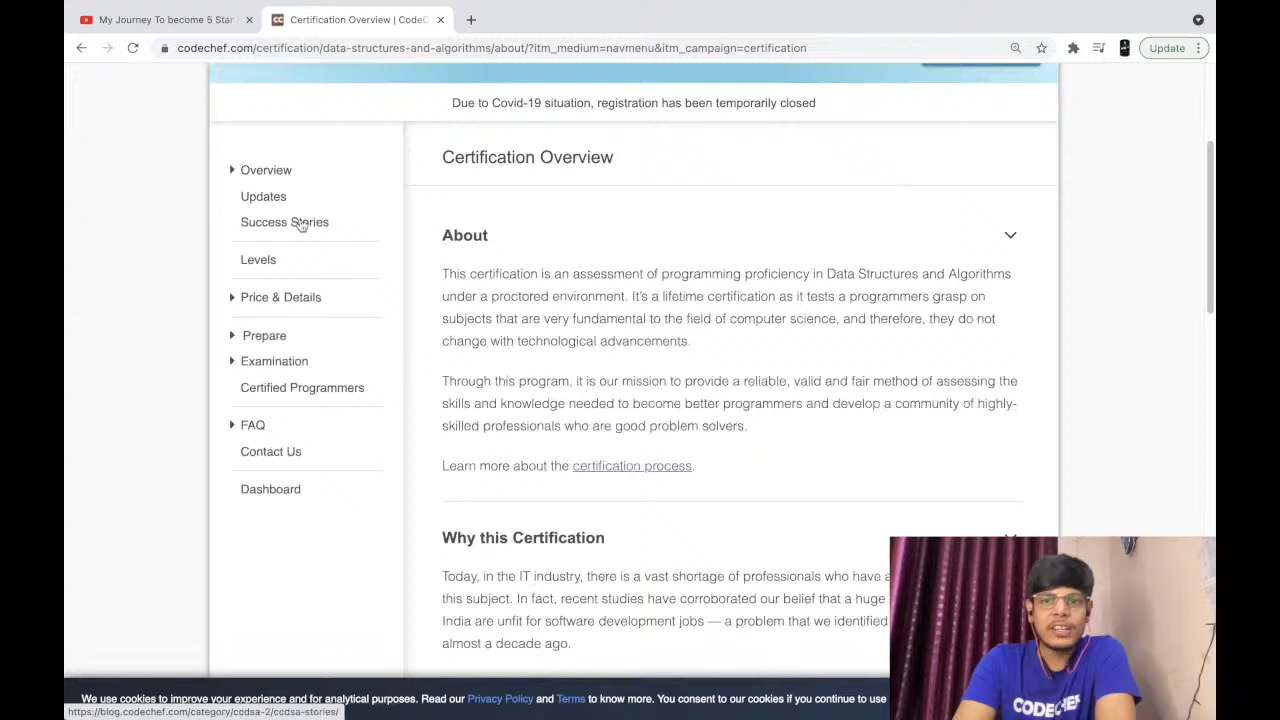 My Journey To become 5 Star
Certification Overview | CodeC
codechef.com/certification/data-structures-and-algorithms/about/?itm_medium=navmenu&itm_campaign=certification
Update
Due to Covid-19 situation, registration has been temporarily closed
Overview
Updates
Success Stories
Levels
Price & Details
Prepare
Examination
Certified Programmers
FAQ
Contact Us
Dashboard
Certification Overview
About
This certification is an assessment of programming proficiency in Data Structures and Algorithms
under a proctored environment. It's a lifetime certification as it tests a programmers grasp on
subjects that are very fundamental to the field of computer science, and therefore, they do not
change with technological advancements.
Through this program, it is our mission to provide a reliable, valid and fair method of assessing the
skills and knowledge needed to become better programmers and develop a community of highly-
skilled professionals who are good problem solvers.
Learn more about the certification process.
Why this Certification
Today, in the IT industry, there is a vast shortage of professionals who have a
this subject. In fact, recent studies have corroborated our belief that a huge
India are unfit for software development jobs — a problem that we identified
almost a decade ago.
We use cookies to improve your experience and for analytical purposes. Read our Privacy Policy and Terms to know more. You consent to our cookies if you continue to use
https://blog.codechef.com/category/ccdsa-2/ccdsa-stories/
CODECHEF